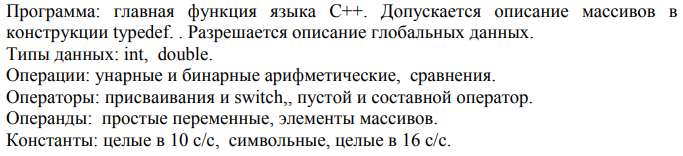 Программа: главная функция языка C++. Допускается описание массивов в
конструкции typedef. . Разрешается описание глобальных данных.
Типы данных: int, double.
Операции: унарные и бинарные арифметические, сравнения.
Операторы: присваивания и switch,, пустой и составной оператор.
Операнды: простые переменные, элементы массивов.
Константы: целые в 10 с/с, символьные, целые в 16 с/с.